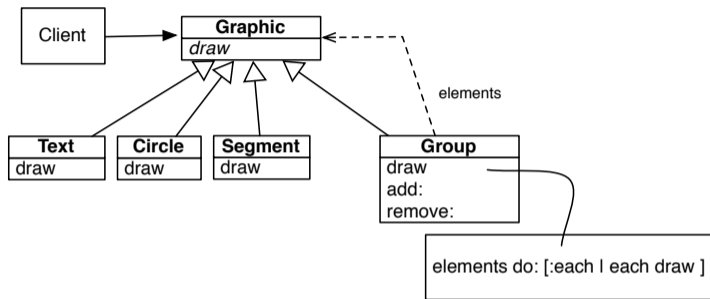 Client
Graphic
draw
elements
Text
draw
Circle
draw
Segment
draw
Group
draw
add:
remove:
elements do: [:each | each draw ]